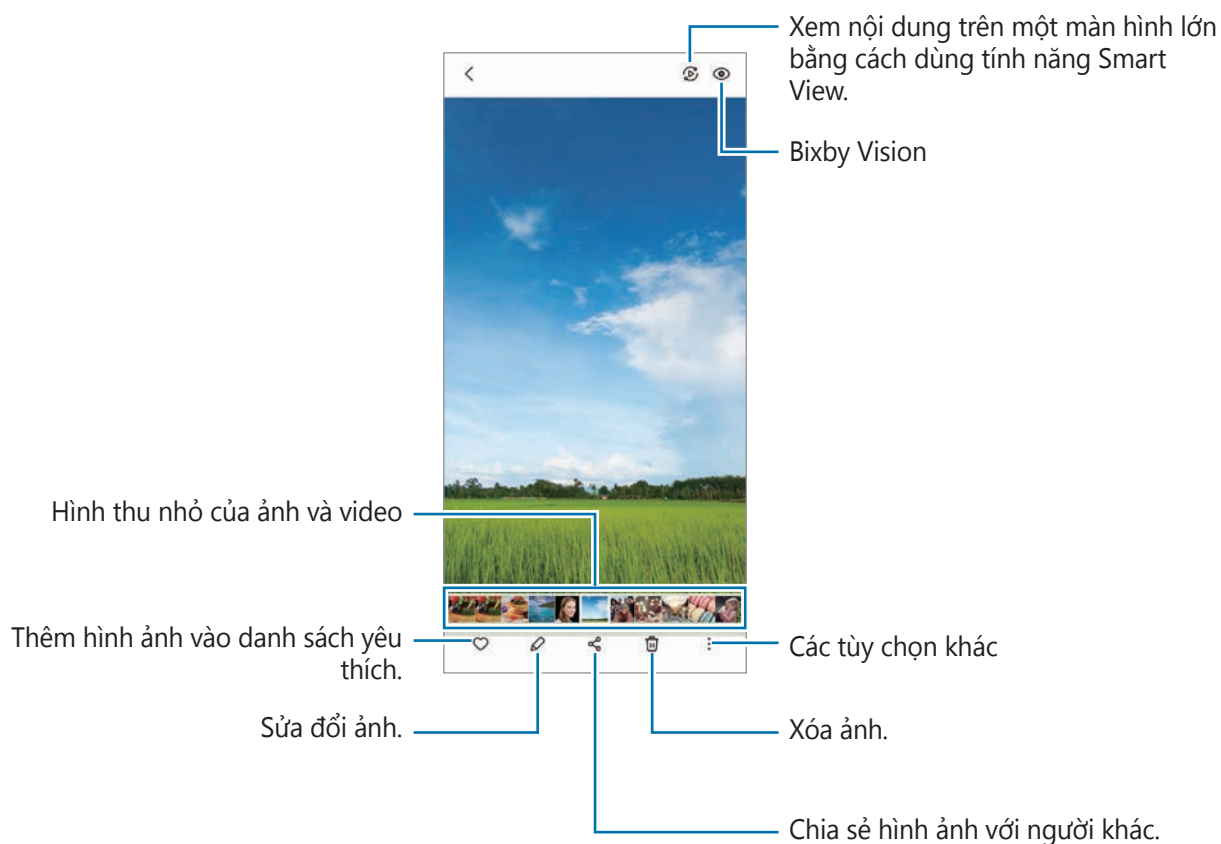 Xem nội dung trên một màn hình lớn
bằng cách dùng tính năng Smart
View.
Bixby Vision
Hình thu nhỏ của ảnh và video
Thêm hình ảnh vào danh sách yêu
thích.
Các tùy chọn khác
Sửa đổi ảnh.
Xóa ảnh.
Chia sẻ hình ảnh với người khác.